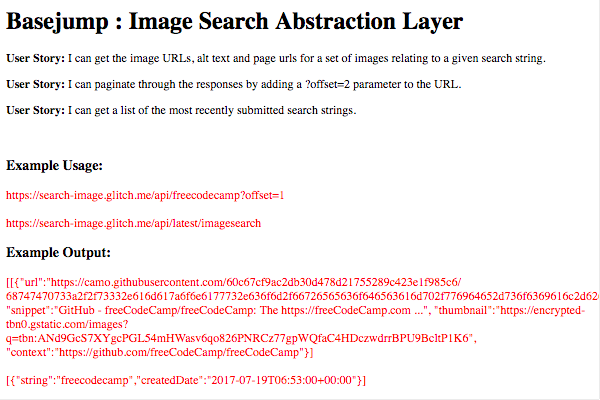 Basejump : Image Search Abstraction Layer
User Story: I can get the image URLs, alt text and page urls for a set of images relating to a given search string.
User Story: I can paginate through the responses by adding a ?offset=2 parameter to the URL.
User Story: I can get a list of the most recently submitted search strings.
Example Usage:
https://search-image.glitch.me/api/freecodecamp?offset=1
https://search-image.glitch.me/api/latest/imagesearch
Example Output:
[[{"url":"https://camo.githubusercontent.com/60c67cf9ac2db30d478d21755289c423e1f985c6/
68747470733a2f2f73332e616d617a6f6e6177732e636f6d2f66726565636f646563616d702f776964652d736f6369616c2d62
"snippet":"GitHub - freeCodeCamp/freeCodeCamp: The https://freeCodeCamp.com ...", "thumbnail":"https://encrypted-
tbn0.gstatic.com/images?
q=tbn:ANd9GcS7XYgcPGL54mHWasv6qo826PNRCz77gpWQfaC4HDczwdrrBPU9BcItP1K6",
"context":"https://github.com/freeCodeCamp/freeCodeCamp"}]
[{"string":"freecodecamp","createdDate":"2017-07-19T06:53:00+00:00"}]